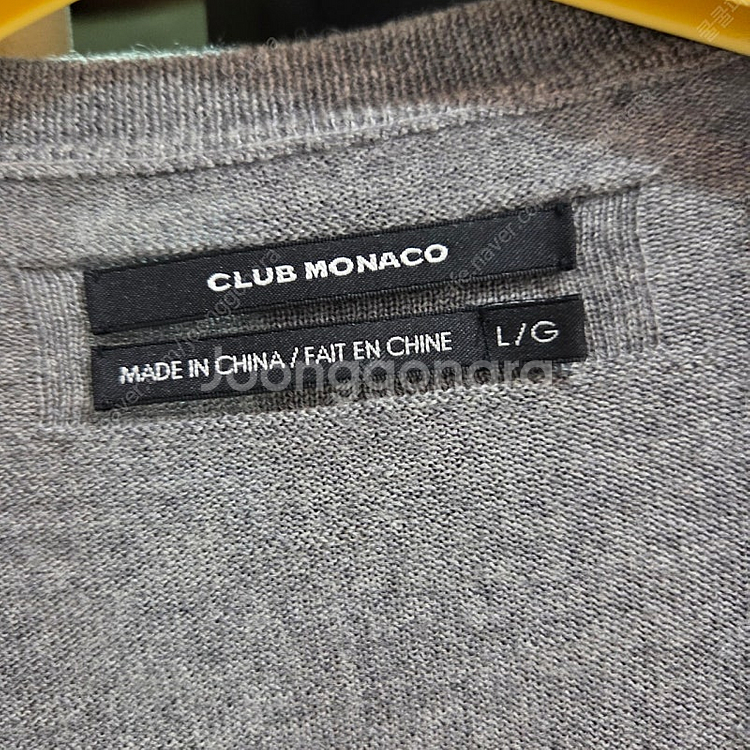 CLUB MONACO
MADE IN CHINA / FAIT EN CHINE L/G
Joonggonara